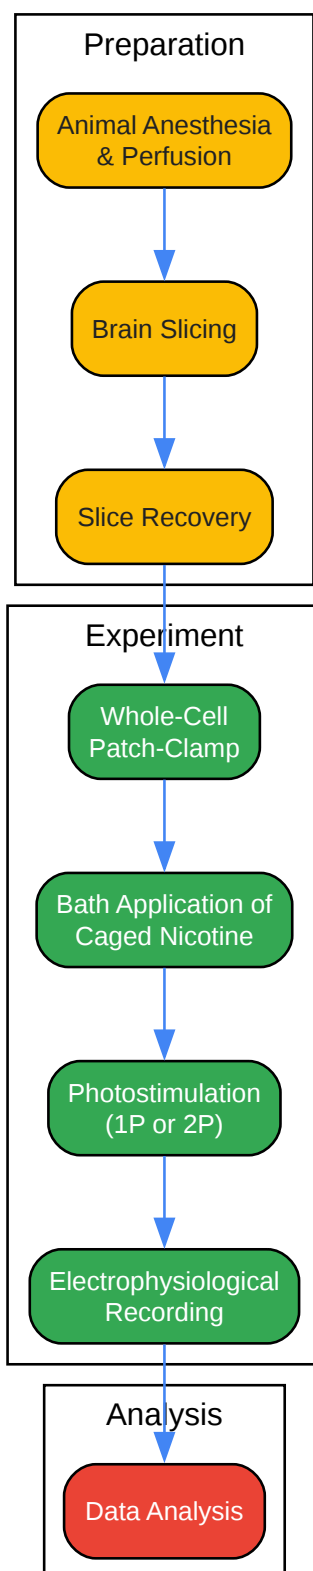 Preparation
Animal Anesthesia
& Perfusion
Brain Slicing
Slice Recovery
Experiment
Whole-Cell
Patch-Clamp
Bath Application of
Caged Nicotine
Photostimulation
(1P or 2P)
Electrophysiological
Recording
Analysis
Data Analysis